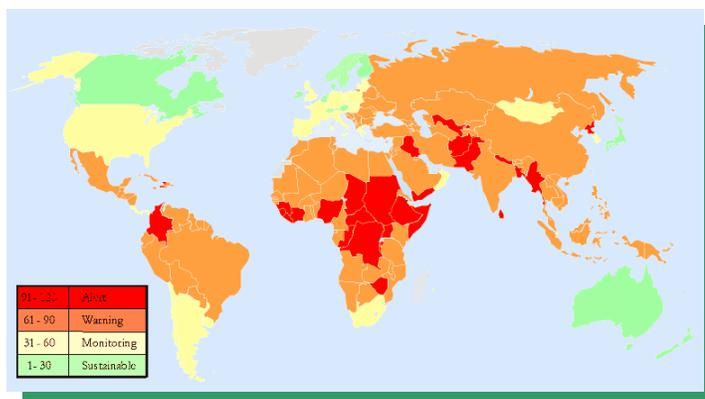 91 - 120 Alert
61 - 90 Warning
31 - 60 Monitoring
1- 30 Sustainable